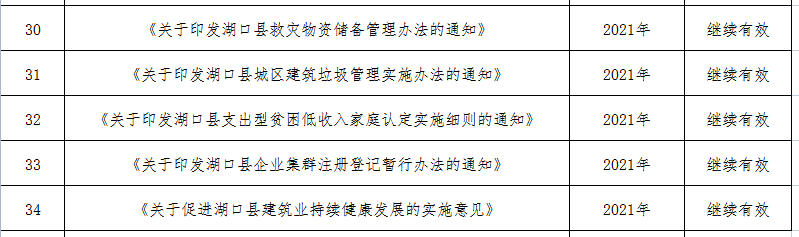 30 《关于印发湖口县救灾物资储备管理办法的通知》 2021年 继续有效
31 《关于印发湖口县城区建筑垃圾管理实施办法的通知》 2021年 继续有效
32 《关于印发湖口县支出型贫困低收入家庭认定实施细则的通知》 2021年 继续有效
33 《关于印发湖口县企业集群注册登记暂行办法的通知》 2021年 继续有效
34 《关于促进湖口县建筑业持续健康发展的实施意见》 2021年 继续有效